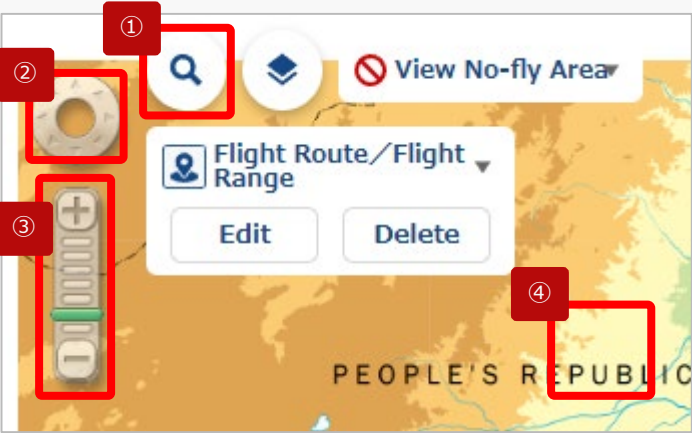 ①
②
View No-fly Area
Flight Route／Flight
Range
Edit
Delete
③
④
PEOPLE'S REPUBLIC